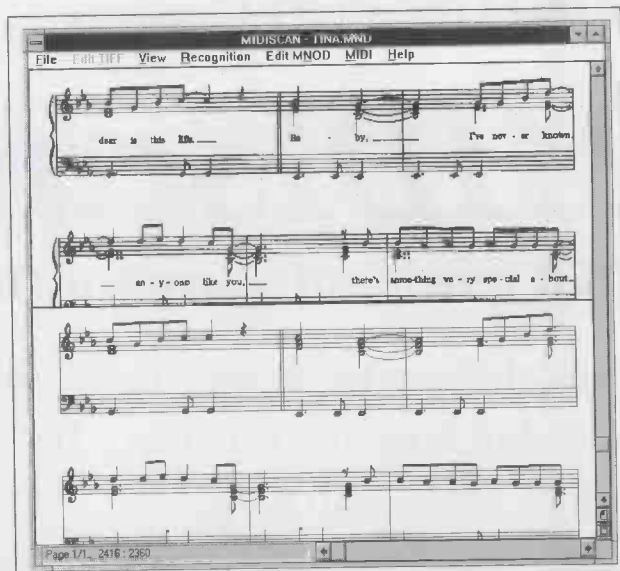 MIDISCAN - TINA.MND
File Edit TIFF View Recognition Edit MNOD MIDI Help
dear is this life. Ba - by, I've nev - er known
an - y - one like you, there's some - thing ve - ry spe - cial a - bout
Page 1/1 2416 : 2360